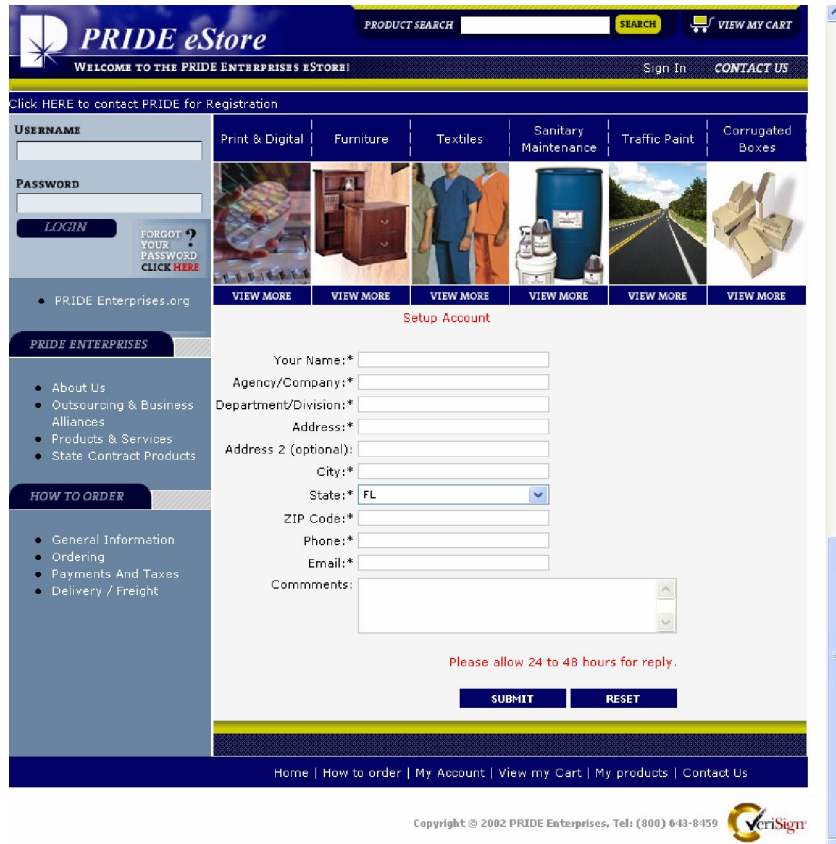 PRIDE eStore
PRODUCT SEARCH
SEARCH
VIEW MY CART
WELCOME TO THE PRIDE ENTERPRISES ESTORE!
Sign In
CONTACT US
Click HERE to contact PRIDE for Registration
USERNAME
PASSWORD
LOGIN
FORGOT ?
YOUR
PASSWORD
CLICK HERE
Print & Digital
Furniture
Textiles
Sanitary
Maintenance
Traffic Paint
Corrugated
Boxes
VIEW MORE
VIEW MORE
VIEW MORE
VIEW MORE
VIEW MORE
VIEW MORE
PRIDE Enterprises.org
PRIDE ENTERPRISES
About Us
Outsourcing & Business
Alliances
Products & Services
State Contract Products
HOW TO ORDER
General Information
Ordering
Payments And Taxes
Delivery / Freight
Setup Account
Your Name:*
Agency/Company:*
Department/Division:*
Address:*
Address 2 (optional):
City:*
State:* FL
ZIP Code:*
Phone:*
Email:*
Commments:
Please allow 24 to 48 hours for reply.
SUBMIT
RESET
Home | How to order | My Account | View my Cart | My products | Contact Us
Copyright © 2002 PRIDE Enterprises, Tel: (800) 643-8459
VeriSign